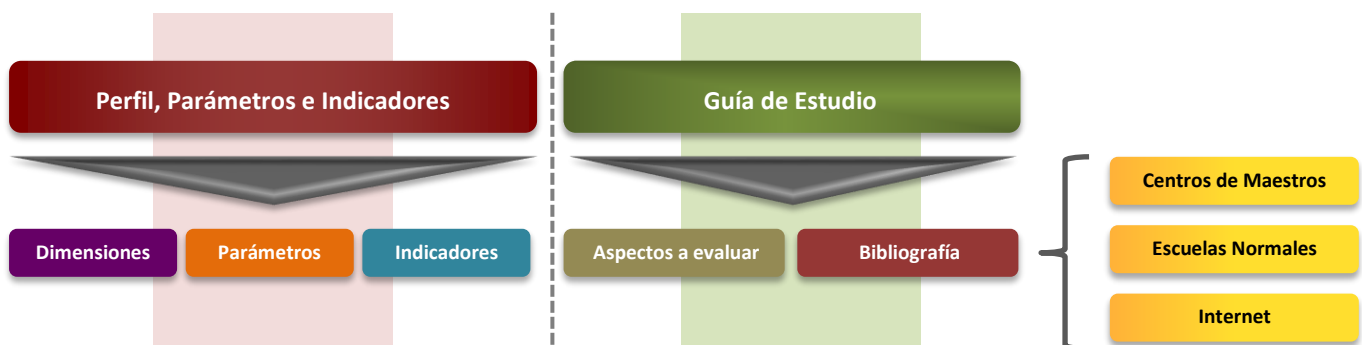 Perfil, Parámetros e Indicadores
Guía de Estudio
Dimensiones
Parámetros
Indicadores
Aspectos a evaluar
Bibliografía
Centros de Maestros
Escuelas Normales
Internet